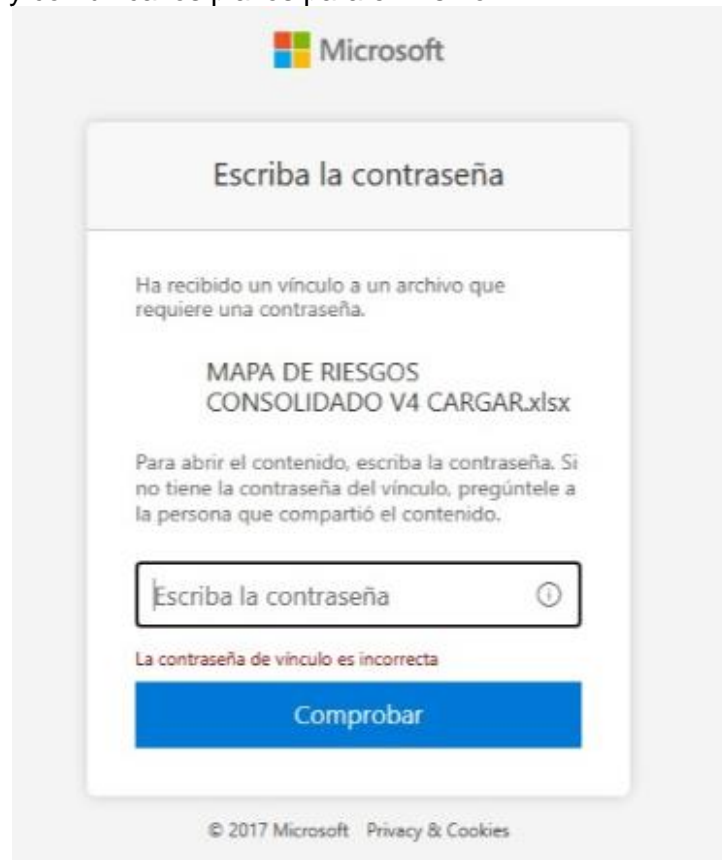 Microsoft
Escriba la contraseña
Ha recibido un vínculo a un archivo que
requiere una contraseña.
MAPA DE RIESGOS
CONSOLIDADO V4 CARGAR.xlsx
Para abrir el contenido, escriba la contraseña. Si
no tiene la contraseña del vínculo, pregúntele a
la persona que compartió el contenido.
Escriba la contraseña
La contraseña de vínculo es incorrecta
Comprobar
© 2017 Microsoft Privacy & Cookies